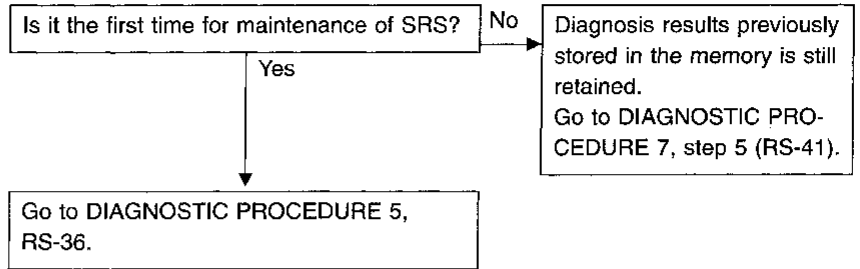 Is it the first time for maintenance of SRS?
No
Diagnosis results previously
stored in the memory is still
retained.
Go to DIAGNOSTIC PRO-
CEDURE 7, step 5 (RS-41).
Yes
Go to DIAGNOSTIC PROCEDURE 5,
RS-36.